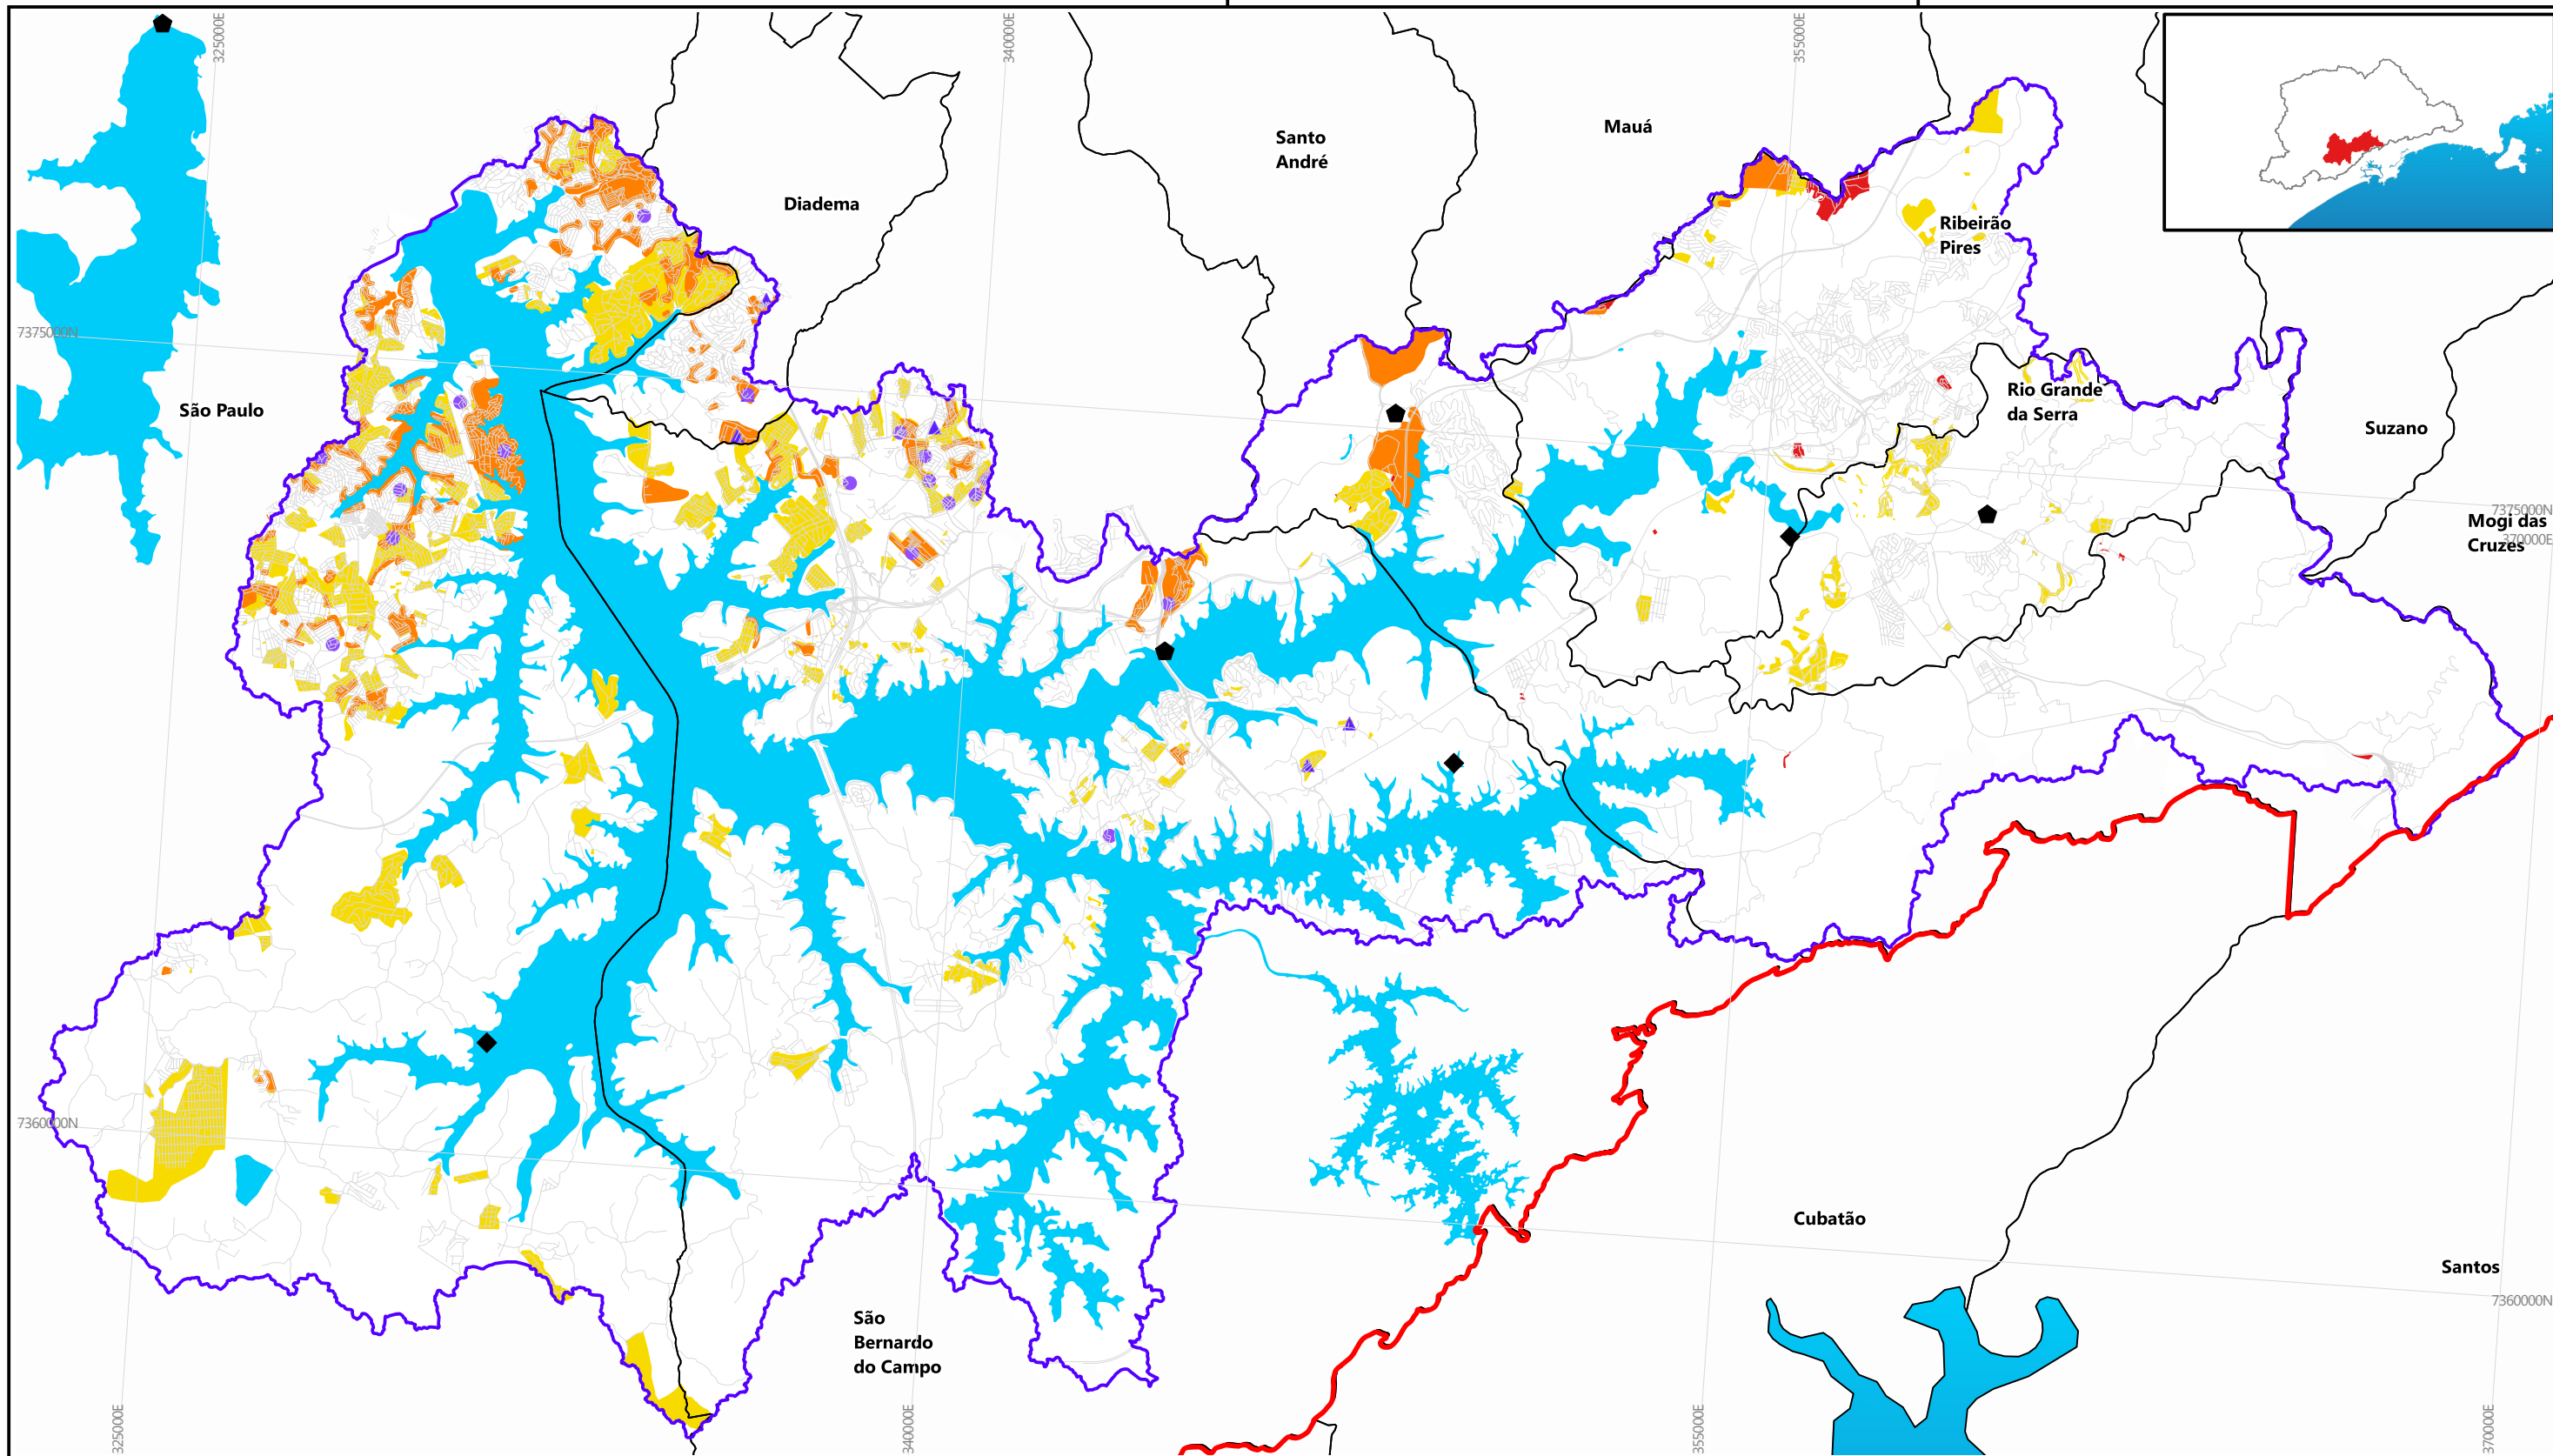 325000E
340000E
355000E
Mauá
Santo
André
Diadema
Ribeirão
Pires
7375000N
São Paulo
Rio Grande
da Serra
Suzano
7375000N
Mogi das
Cruzes
370000E
7360000N
Cubatão
Santos
7360000N
São
Bernardo
do Campo
325000E
340000E
355000E
370000E